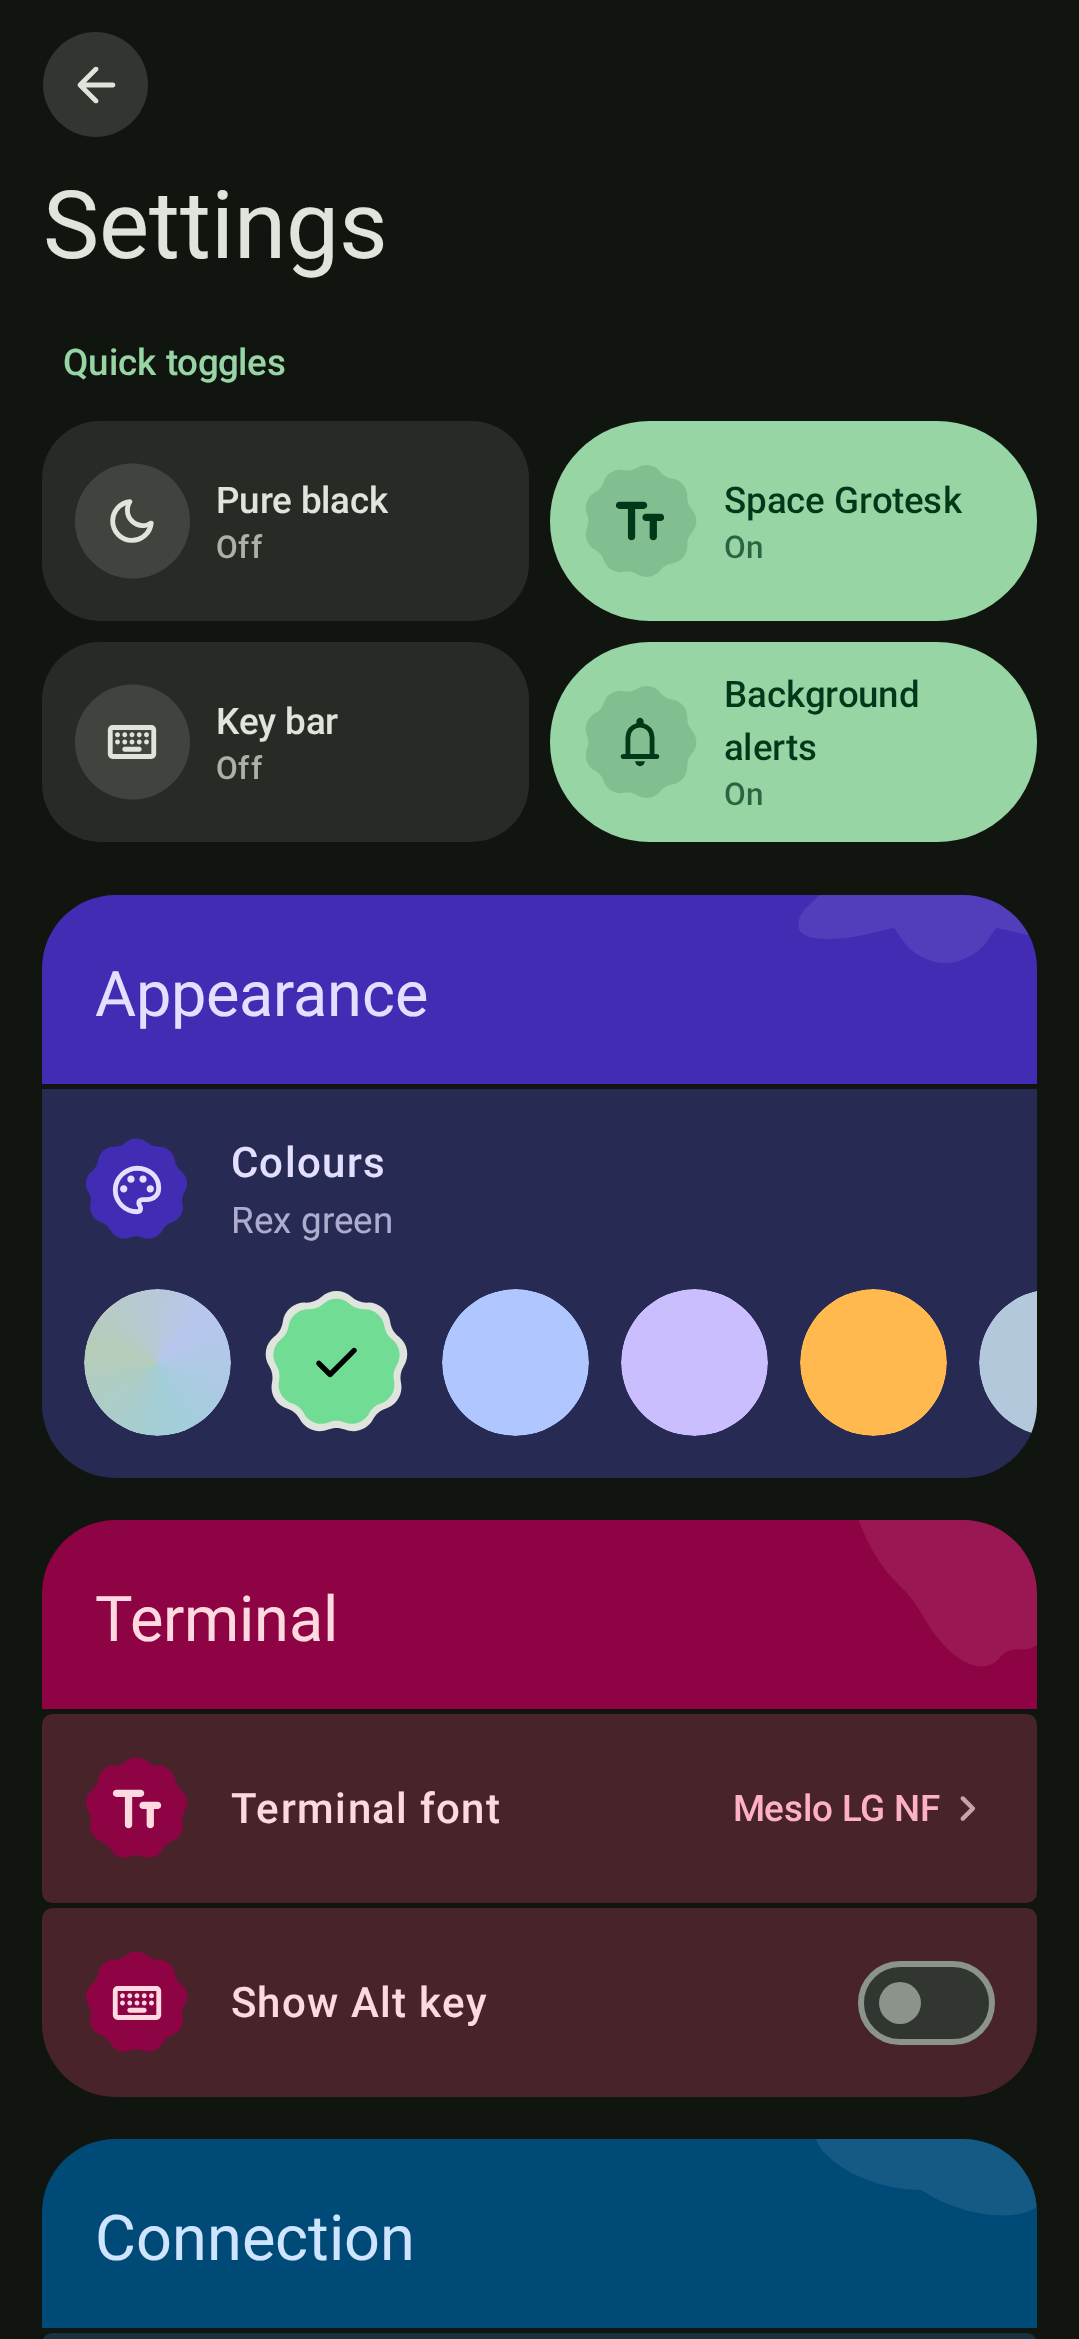 Settings
Quick toggles
Pure black
Off
Space Grotesk
On
Key bar
Off
Background
alerts
On
Appearance
Colours
Rex green
Terminal
Terminal font
Meslo LG NF
Show Alt key
Connection